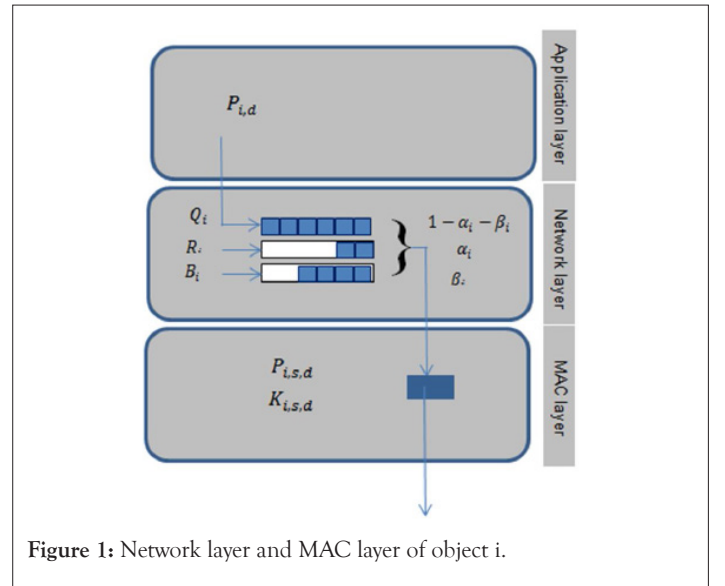 Application layer
P_{i,d}
Network layer
Q_i
1 − α_i − β_i
R_i
α_i
B_i
β_i
MAC layer
P_{i,s,d}
K_{i,s,d}
Figure 1: Network layer and MAC layer of object i.